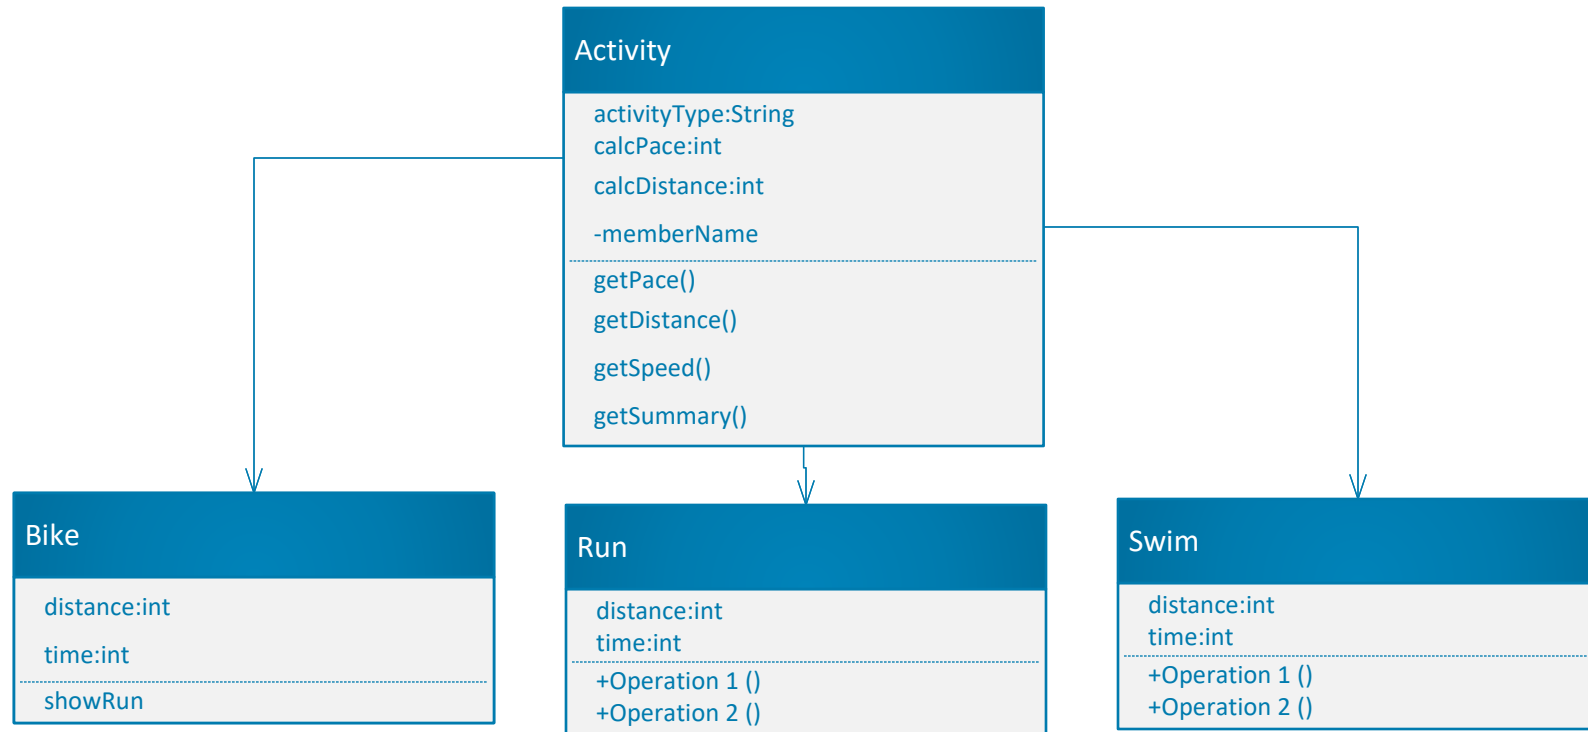 Activity
activityType:String
calcPace:int
calcDistance:int
-memberName
getPace()
getDistance()
getSpeed()
getSummary()
Bike
distance:int
time:int
showRun
Run
distance:int
time:int
+Operation 1 ()
+Operation 2 ()
Swim
distance:int
time:int
+Operation 1 ()
+Operation 2 ()